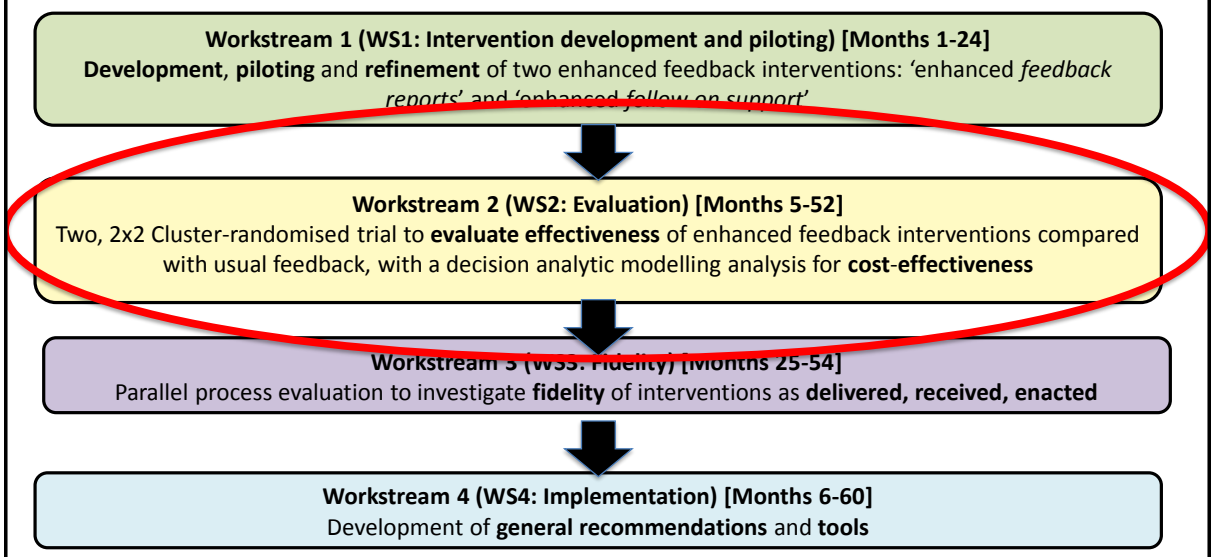 Workstream 1 (WS1: Intervention development and piloting) [Months 1-24]
Development, piloting and refinement of two enhanced feedback interventions: ‘enhanced feedback
reports’ and ‘enhanced follow on support’
Workstream 2 (WS2: Evaluation) [Months 5-52]
Two, 2x2 Cluster-randomised trial to evaluate effectiveness of enhanced feedback interventions compared
with usual feedback, with a decision analytic modelling analysis for cost-effectiveness
Workstream 3 (WS3: Fidelity) [Months 25-54]
Parallel process evaluation to investigate fidelity of interventions as delivered, received, enacted
Workstream 4 (WS4: Implementation) [Months 6-60]
Development of general recommendations and tools